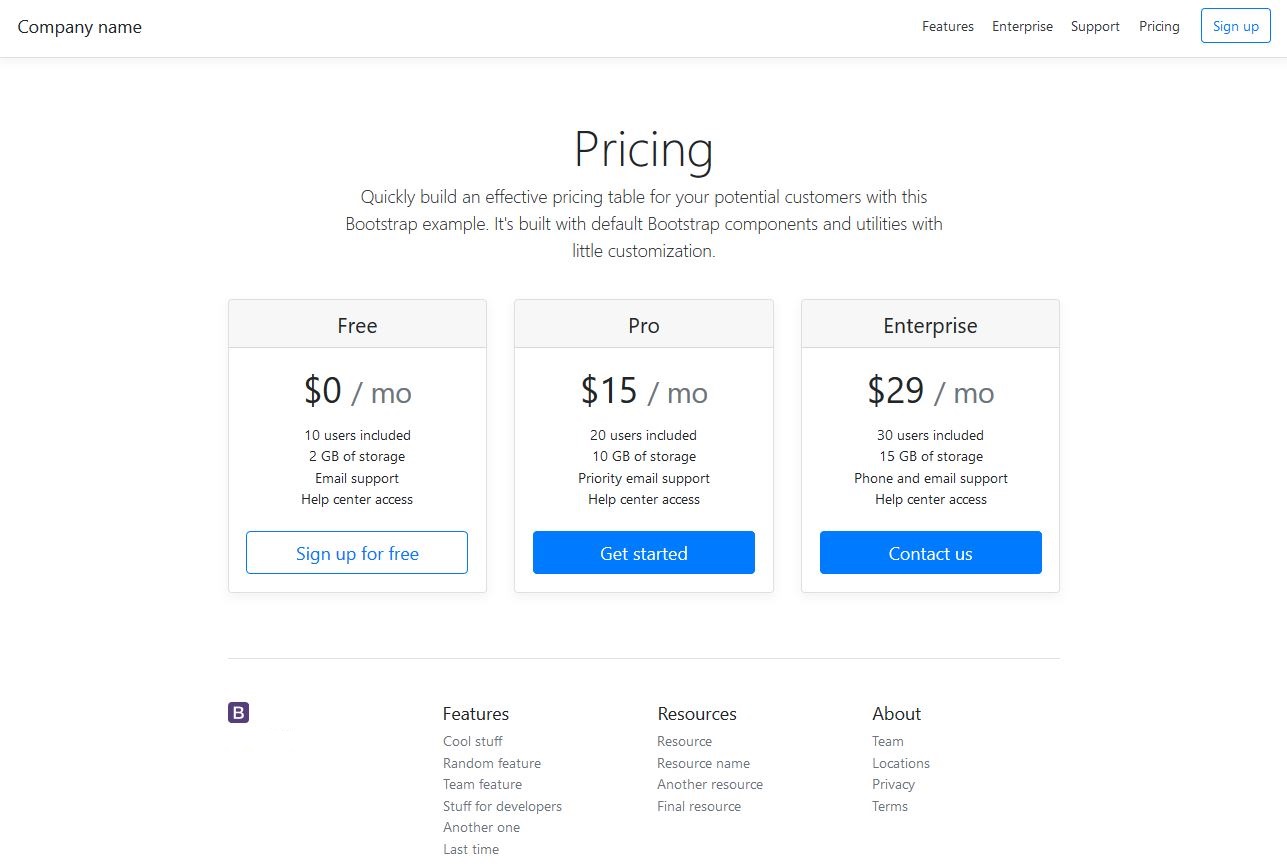 Company name
Features Enterprise Support Pricing Sign up
Pricing
Quickly build an effective pricing table for your potential customers with this
Bootstrap example. It's built with default Bootstrap components and utilities with
little customization.
Free
$0 / mo
10 users included
2 GB of storage
Email support
Help center access
Sign up for free
Pro
$15 / mo
20 users included
10 GB of storage
Priority email support
Help center access
Get started
Enterprise
$29 / mo
30 users included
15 GB of storage
Phone and email support
Help center access
Contact us
B
Features
Cool stuff
Random feature
Team feature
Stuff for developers
Another one
Last time
Resources
Resource
Resource name
Another resource
Final resource
About
Team
Locations
Privacy
Terms